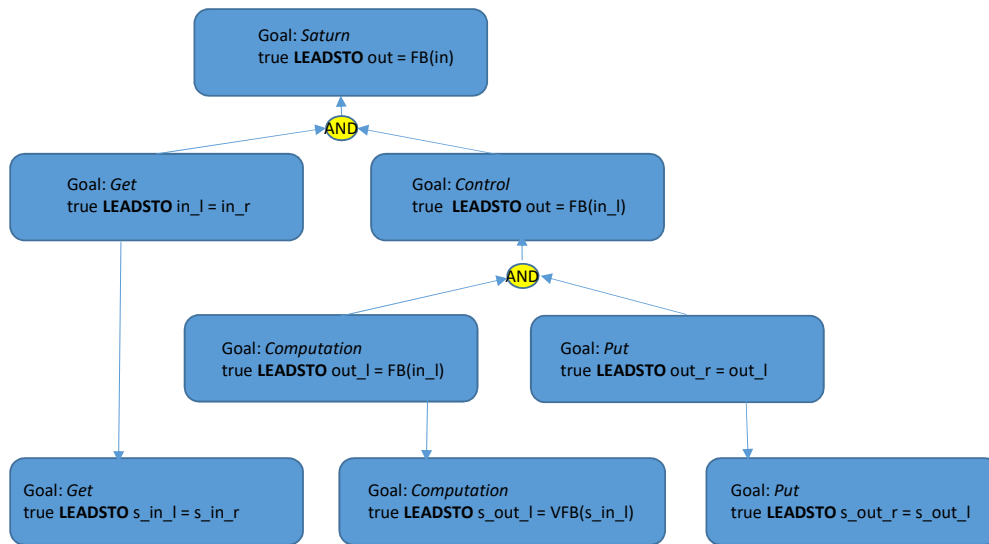 Goal: Saturn
true LEADSTO out = FB(in)
AND
Goal: Get
true LEADSTO in_l = in_r
Goal: Control
true LEADSTO out = FB(in_l)
AND
Goal: Computation
true LEADSTO out_l = FB(in_l)
Goal: Put
true LEADSTO out_r = out_l
Goal: Get
true LEADSTO s_in_l = s_in_r
Goal: Computation
true LEADSTO s_out_l = VFB(s_in_l)
Goal: Put
true LEADSTO s_out_r = s_out_l